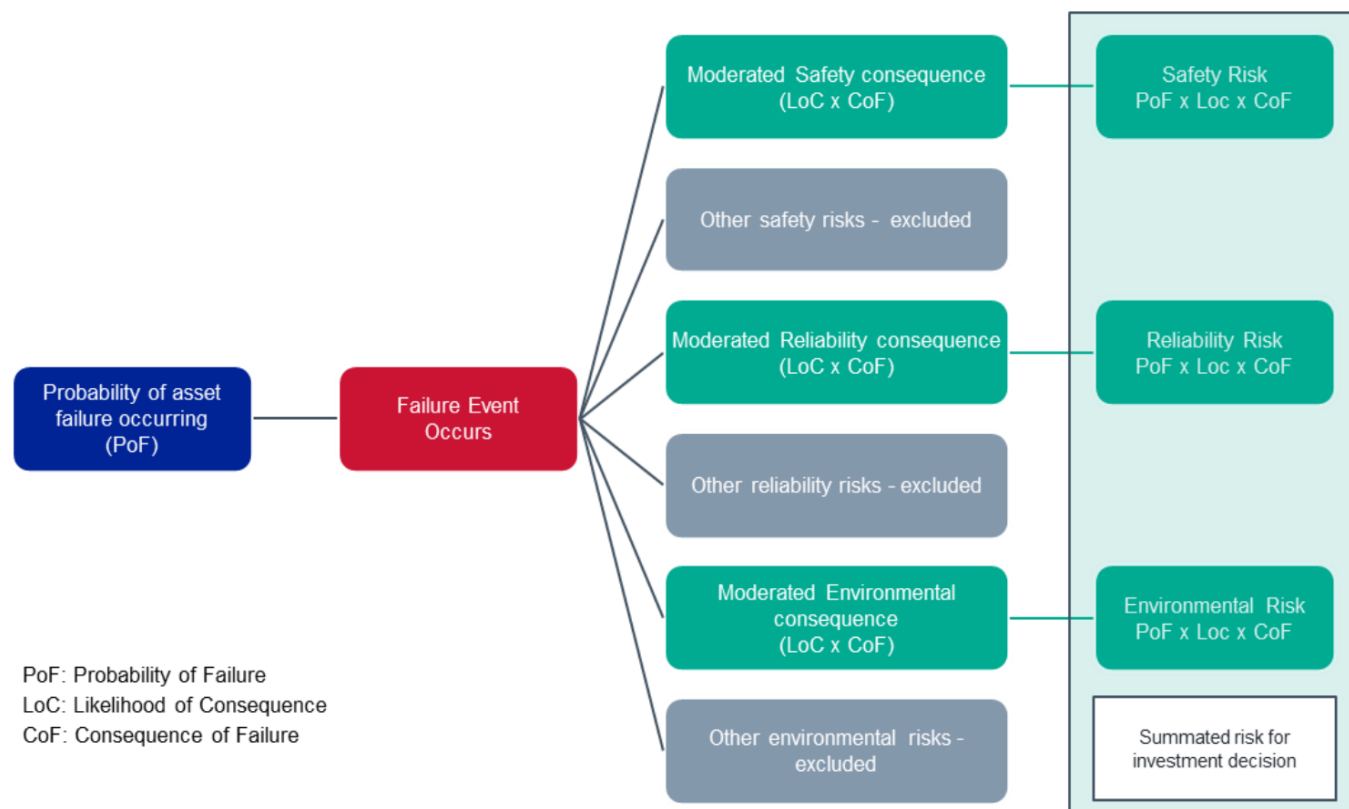 Moderated Safety consequence
(LoC x CoF)
Safety Risk
PoF x Loc x CoF
Other safety risks - excluded
Moderated Reliability consequence
(LoC x CoF)
Reliability Risk
PoF x Loc x CoF
Probability of asset
failure occurring
(PoF)
Failure Event
Occurs
Other reliability risks - excluded
Moderated Environmental
consequence
(LoC x CoF)
Environmental Risk
PoF x Loc x CoF
PoF: Probability of Failure
LoC: Likelihood of Consequence
CoF: Consequence of Failure
Other environmental risks -
excluded
Summated risk for
investment decision